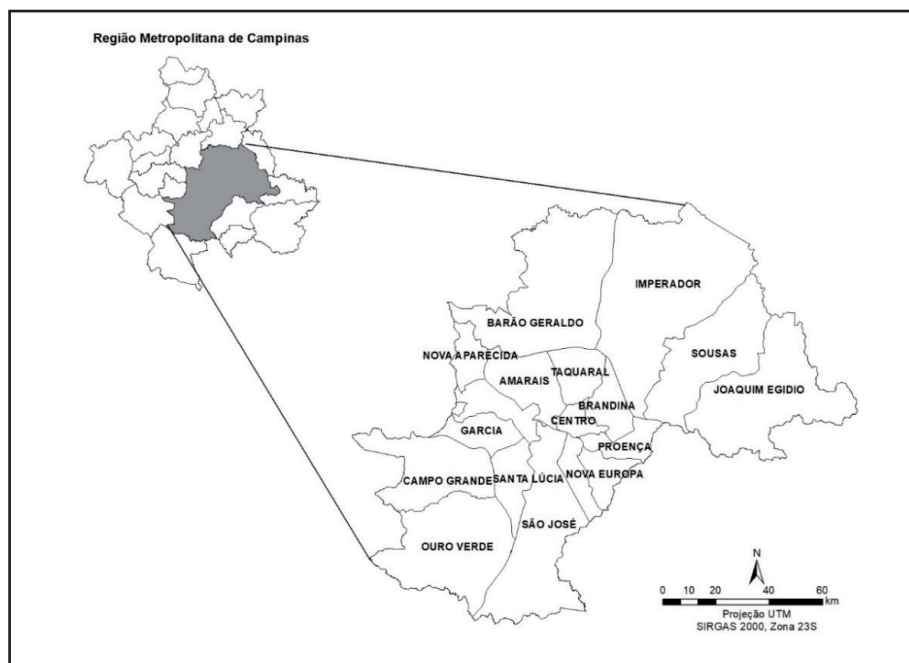 Região Metropolitana de Campinas
IMPERADOR
BARÃO GERALDO
SOUSAS
NOVA APARECIDA
TAQUARAL
AMARAIS
JOAQUIM EGIDIO
BRANDINA
CENTRO
GARCIA
PROENÇA
CAMPO GRANDE
SANTA LÚCIA
NOVA EUROPA
SÃO JOSÉ
OURO VERDE
N
0 10 20 40 60
km
Projeção UTM
SIRGAS 2000, Zona 23S